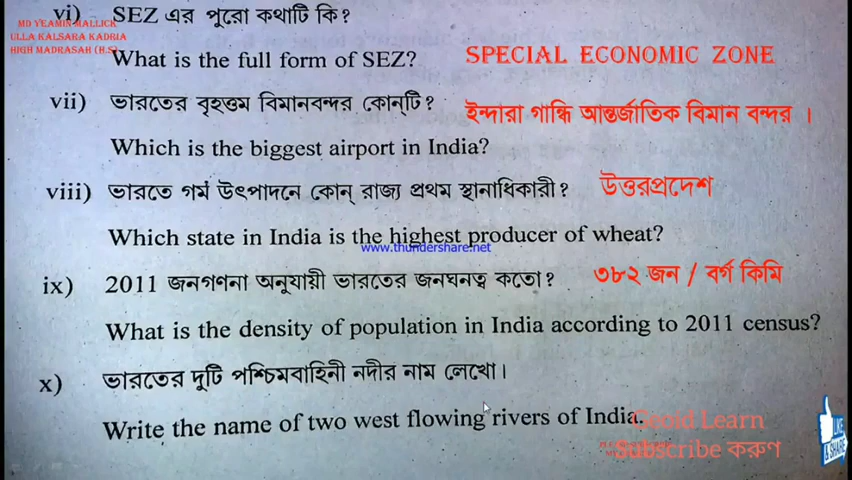 vi) SEZ এর পুরো কথাটি কি?
MD YEAMIN MALLICK
ULLA KALSARA KADRIA
HIGH MADRASAH (H.S)
What is the full form of SEZ? SPECIAL ECONOMIC ZONE
vii) ভারতের বৃহত্তম বিমানবন্দর কোন্‌টি? ইন্দারা গান্ধি আন্তর্জাতিক বিমান বন্দর ।
Which is the biggest airport in India?
viii) ভারতে গম উৎপাদনে কোন্ রাজ্য প্রথম স্থানাধিকারী? উত্তরপ্রদেশ
Which state in India is the highest producer of wheat?
www.thundershare.net
ix) 2011 জনগণনা অনুযায়ী ভারতের জনঘনত্ব কতো? ৩৮২ জন / বর্গ কিমি
What is the density of population in India according to 2011 census?
x) ভারতের দুটি পশ্চিমবাহিনী নদীর নাম লেখো।
Write the name of two west flowing rivers of India.
Geoid Learn
Subscribe করুণ
LIKE & SHARE